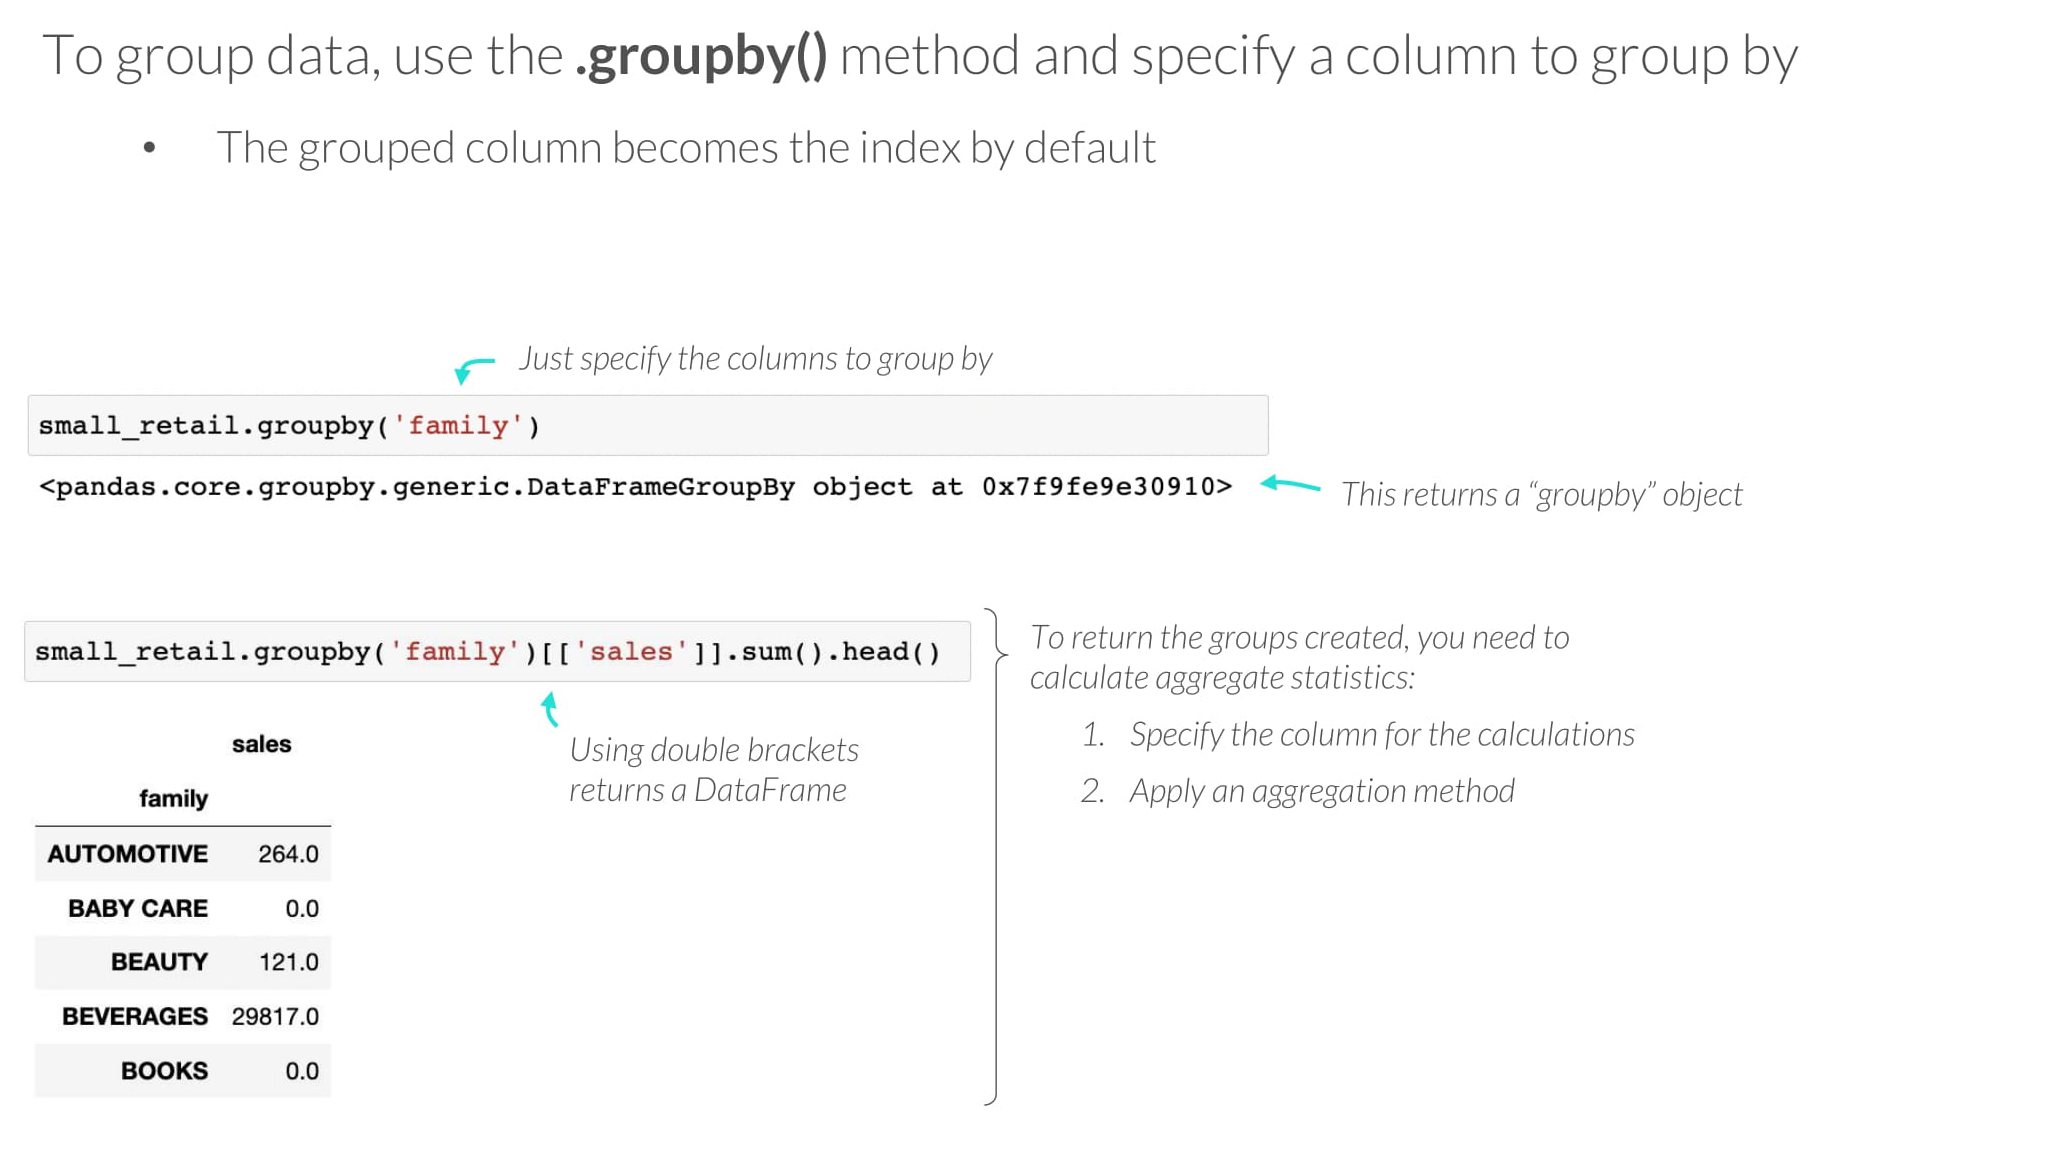 To group data, use the .groupby() method and specify a column to group by
• The grouped column becomes the index by default
Just specify the columns to group by
small_retail.groupby('family')
<pandas.core.groupby.generic.DataFrameGroupBy object at 0x7f9fe9e30910>
This returns a “groupby” object
small_retail.groupby('family')[['sales']].sum().head()
Using double brackets
returns a DataFrame
sales
family
AUTOMOTIVE 264.0
BABY CARE 0.0
BEAUTY 121.0
BEVERAGES 29817.0
BOOKS 0.0
To return the groups created, you need to
calculate aggregate statistics:
1. Specify the column for the calculations
2. Apply an aggregation method